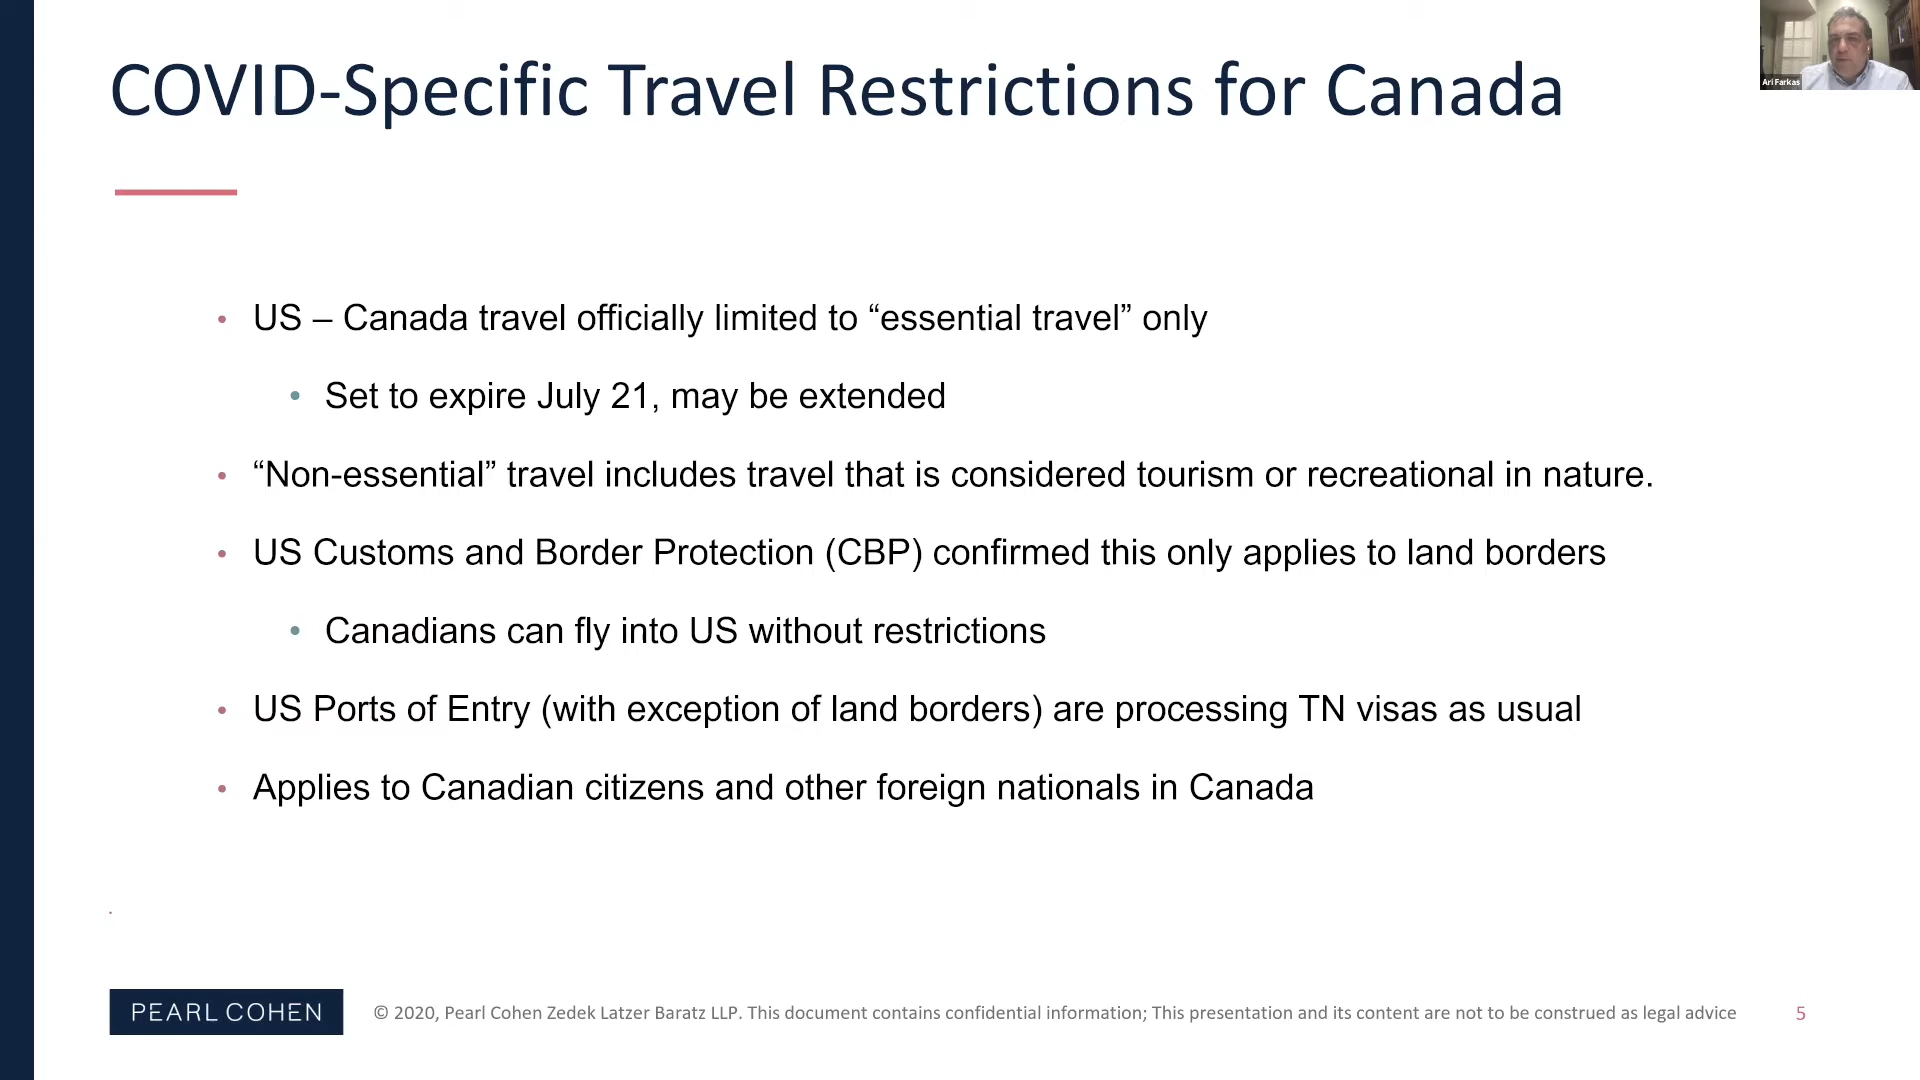 COVID-Specific Travel Restrictions for Canada
Ari Farkas
• US – Canada travel officially limited to “essential travel” only
• Set to expire July 21, may be extended
• “Non-essential” travel includes travel that is considered tourism or recreational in nature.
• US Customs and Border Protection (CBP) confirmed this only applies to land borders
• Canadians can fly into US without restrictions
• US Ports of Entry (with exception of land borders) are processing TN visas as usual
• Applies to Canadian citizens and other foreign nationals in Canada
PEARL COHEN
© 2020, Pearl Cohen Zedek Latzer Baratz LLP. This document contains confidential information; This presentation and its content are not to be construed as legal advice
5